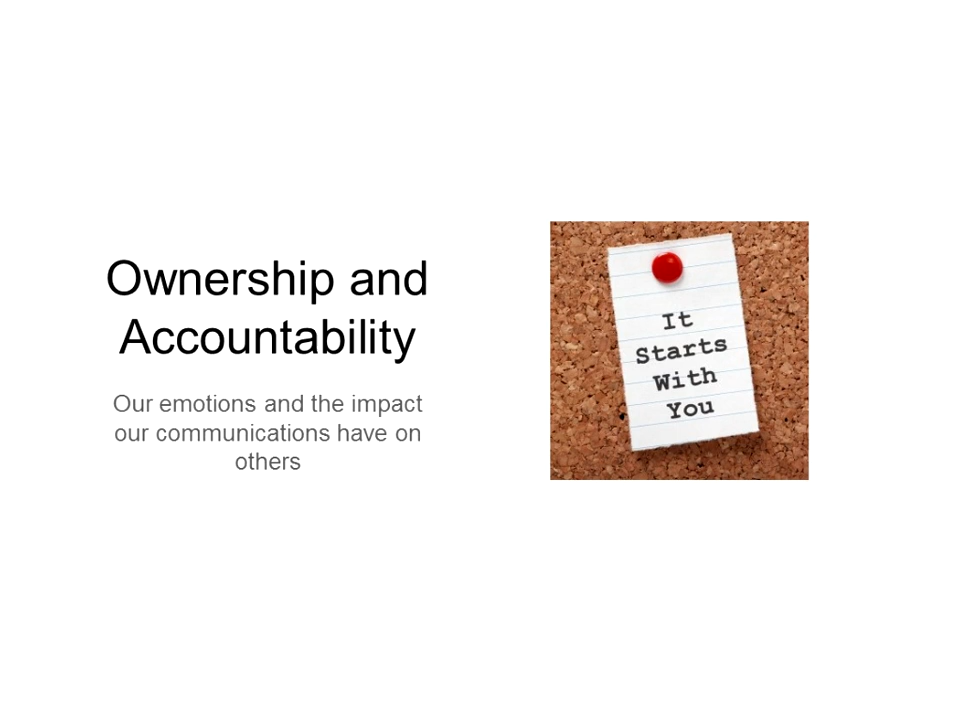 Ownership and
Accountability
Our emotions and the impact
our communications have on
others
It
Starts
With
You